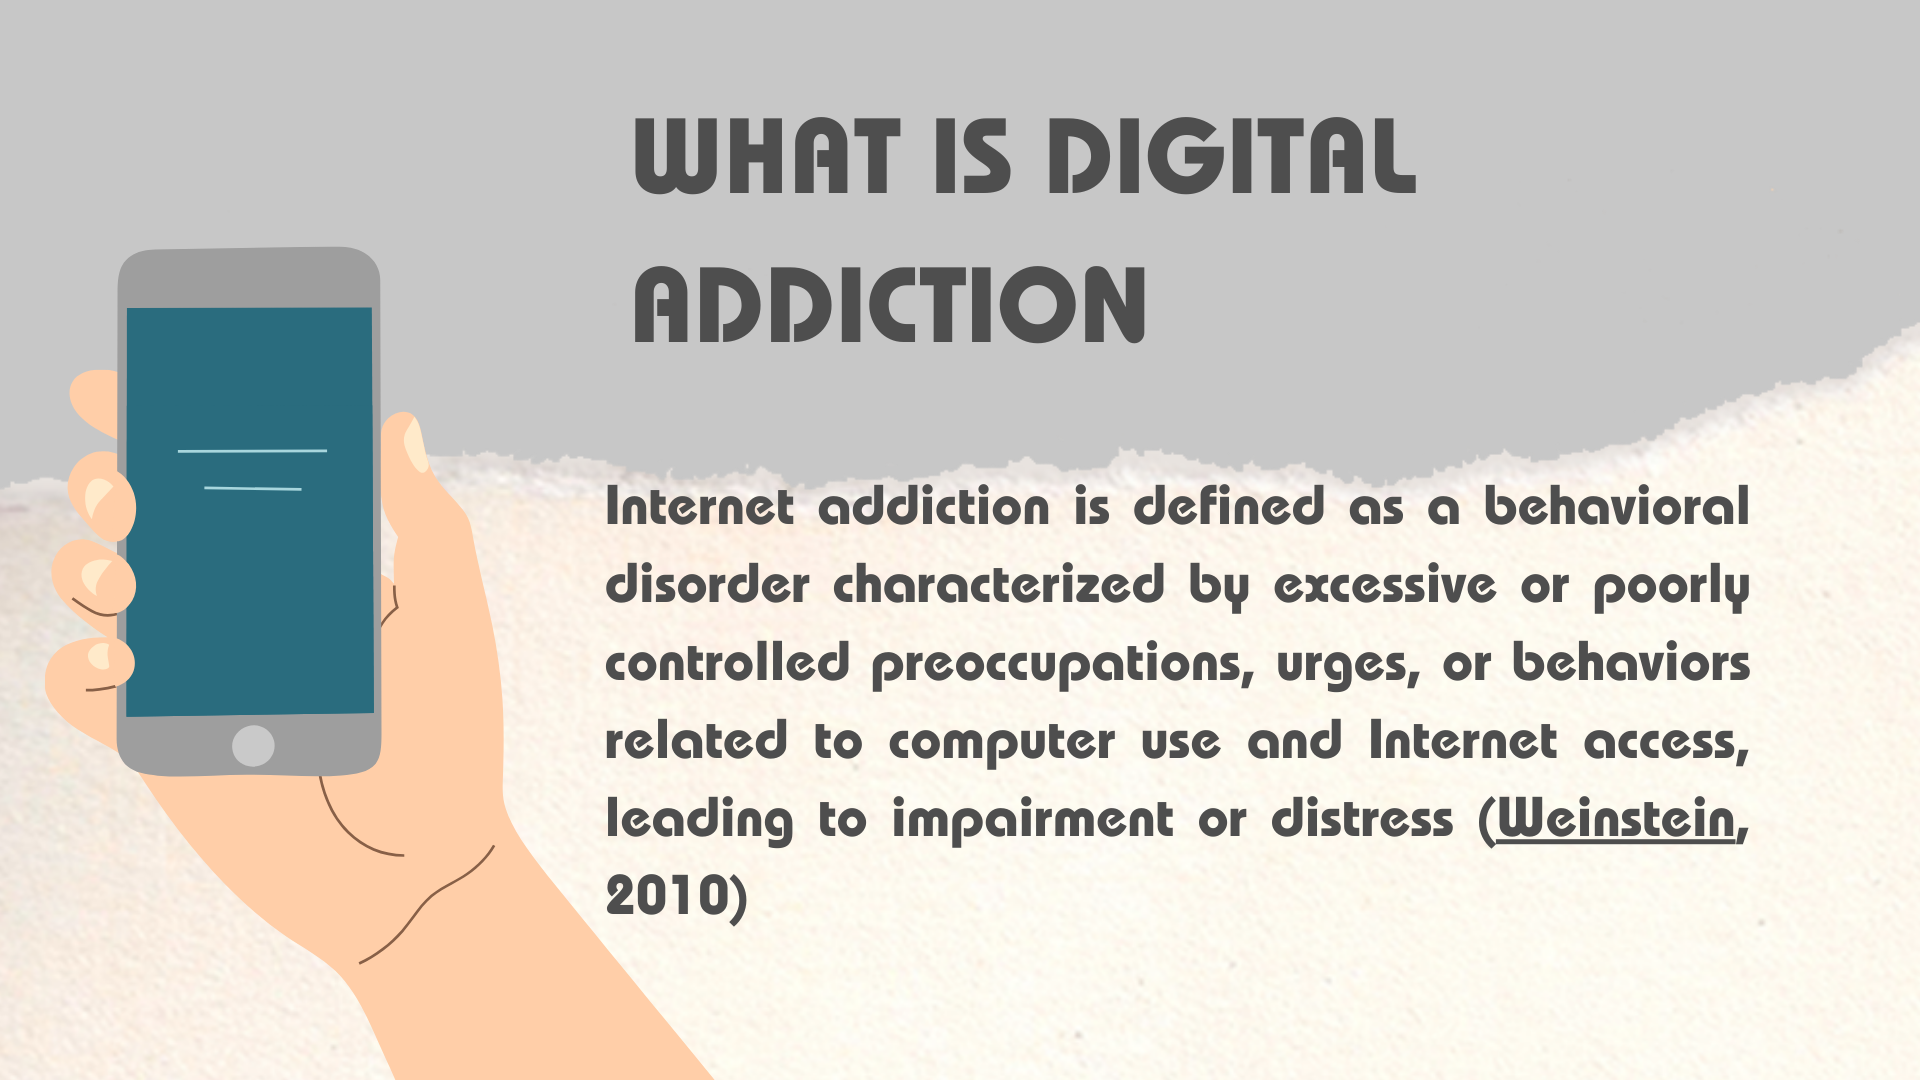 WHAT IS DIGITAL
ADDICTION
Internet addiction is defined as a behavioral
disorder characterized by excessive or poorly
controlled preoccupations, urges, or behaviors
related to computer use and Internet access,
leading to impairment or distress (Weinstein,
2010)